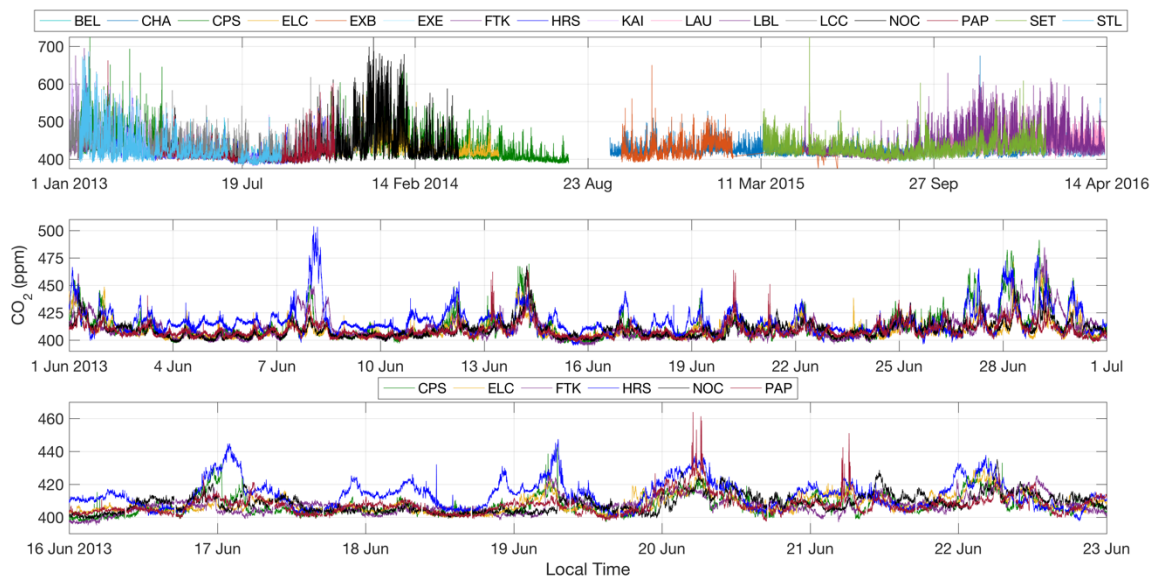 BEL CHA CPS ELC EXB EXE FTK HRS KAI LAU LBL LCC NOC PAP SET STL
700
600
500
400
1 Jan 2013 19 Jul 14 Feb 2014 23 Aug 11 Mar 2015 27 Sep 14 Apr 2016
500
475
450
425
400
CO2 (ppm)
1 Jun 2013 4 Jun 7 Jun 10 Jun 13 Jun 16 Jun 19 Jun 22 Jun 25 Jun 28 Jun 1 Jul
CPS ELC FTK HRS NOC PAP
460
440
420
400
16 Jun 2013 17 Jun 18 Jun 19 Jun 20 Jun 21 Jun 22 Jun 23 Jun
Local Time